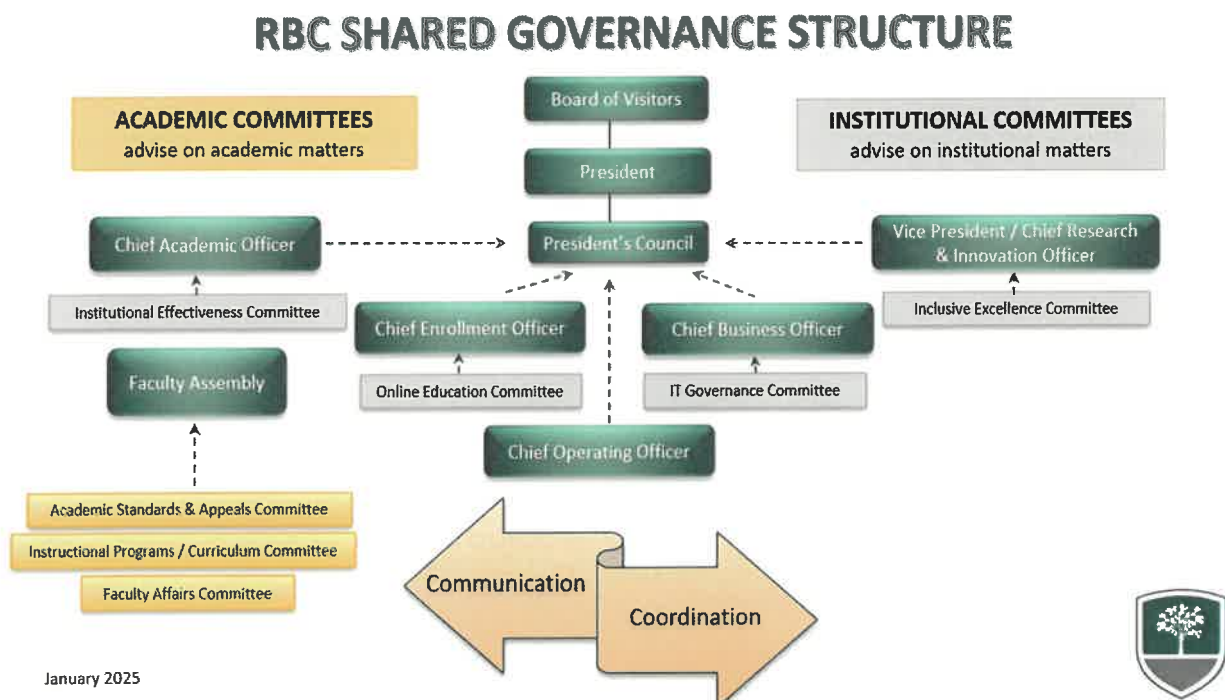 RBC SHARED GOVERNANCE STRUCTURE
ACADEMIC COMMITTEES
advise on academic matters
Board of Visitors
INSTITUTIONAL COMMITTEES
advise on institutional matters
President
Chief Academic Officer
President's Council
Vice President / Chief Research
& Innovation Officer
Institutional Effectiveness Committee
Chief Enrollment Officer
Chief Business Officer
Inclusive Excellence Committee
Faculty Assembly
Online Education Committee
IT Governance Committee
Chief Operating Officer
Academic Standards & Appeals Committee
Instructional Programs / Curriculum Committee
Faculty Affairs Committee
Communication
Coordination
January 2025